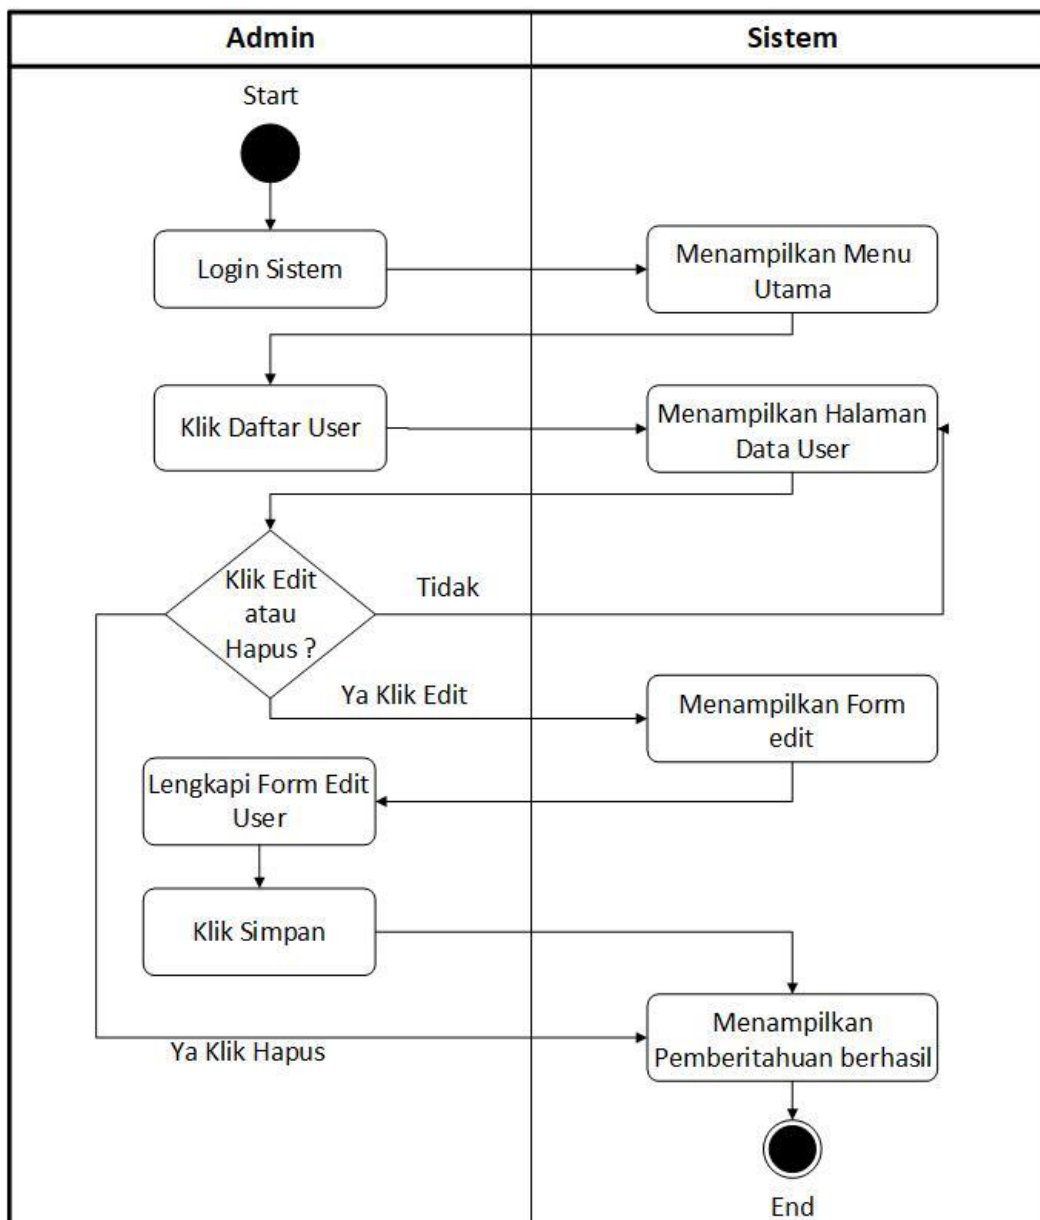 Admin
Sistem
Start
Login Sistem
Menampilkan Menu
Utama
Klik Daftar User
Menampilkan Halaman
Data User
Klik Edit
atau
Hapus ?
Tidak
Ya Klik Edit
Menampilkan Form
edit
Lengkapi Form Edit
User
Klik Simpan
Menampilkan
Pemberitahuan berhasil
Ya Klik Hapus
End